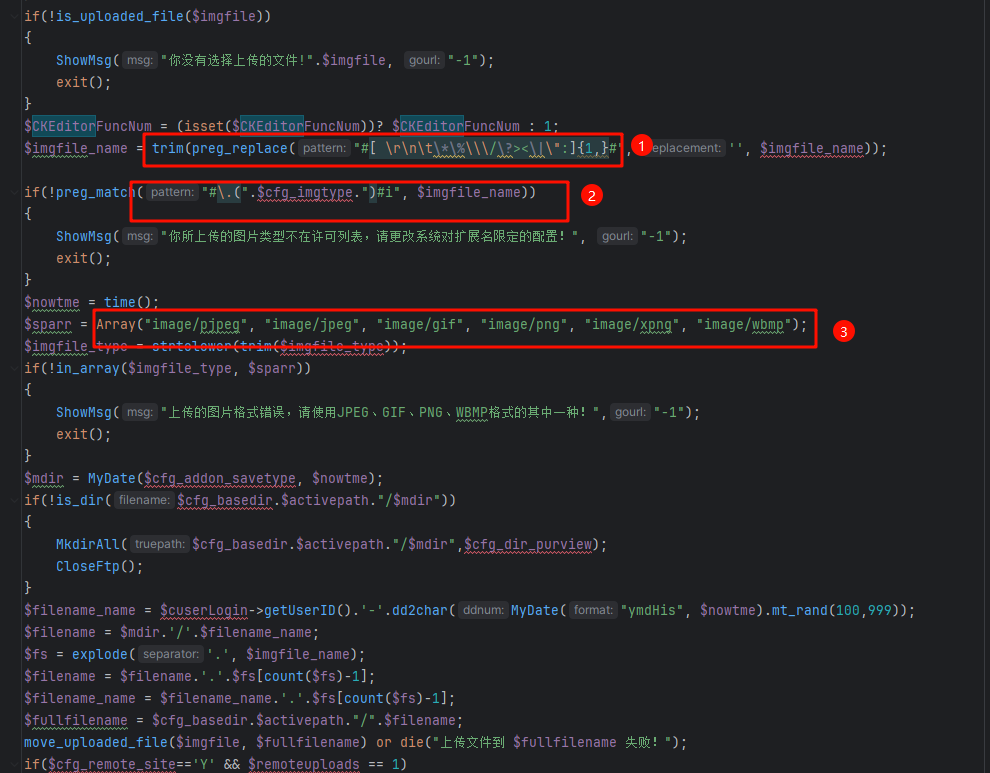 if(!is_uploaded_file($imgfile))
{
ShowMsg( msg: "你没有选择上传的文件!".$imgfile, gourl: "-1");
exit();
}
$CKEditorFuncNum = (isset($CKEditorFuncNum))? $CKEditorFuncNum : 1;
$imgfile_name = trim(preg_replace( pattern: "#[ \r\n\t\*\%\\\/\?><\|\":]{1,}#", eplacement: '', $imgfile_name)); 1
if(!preg_match( pattern: "#\.(".$cfg_imgtype.")#i", $imgfile_name)) 2
{
ShowMsg( msg: "你所上传的图片类型不在许可列表，请更改系统对扩展名限定的配置！", gourl: "-1");
exit();
}
$nowtme = time();
$sparr = Array("image/pjpeg", "image/jpeg", "image/gif", "image/png", "image/xpng", "image/wbmp"); 3
$imgfile_type = strtolower(trim($imgfile_type));
if(!in_array($imgfile_type, $sparr))
{
ShowMsg( msg: "上传的图片格式错误，请使用JPEG、GIF、PNG、WBMP格式的其中一种！", gourl: "-1");
exit();
}
$mdir = MyDate($cfg_addon_savetype, $nowtme);
if(!is_dir( filename: $cfg_basedir.$activepath."/$mdir"))
{
MkdirAll( truepath: $cfg_basedir.$activepath."/$mdir",$cfg_dir_purview);
CloseFtp();
}
$filename_name = $cuserLogin->getUserID().'-'.dd2char( ddnum: MyDate( format: "ymdHis", $nowtme).mt_rand(100,999));
$filename = $mdir.'/'.$filename_name;
$fs = explode( separator: '.', $imgfile_name);
$filename = $filename.'.'.$fs[count($fs)-1];
$filename_name = $filename_name.'.'.$fs[count($fs)-1];
$fullfilename = $cfg_basedir.$activepath."/".$filename;
move_uploaded_file($imgfile, $fullfilename) or die("上传文件到 $fullfilename 失败！");
if($cfg_remote_site=='Y' && $remoteuploads == 1)